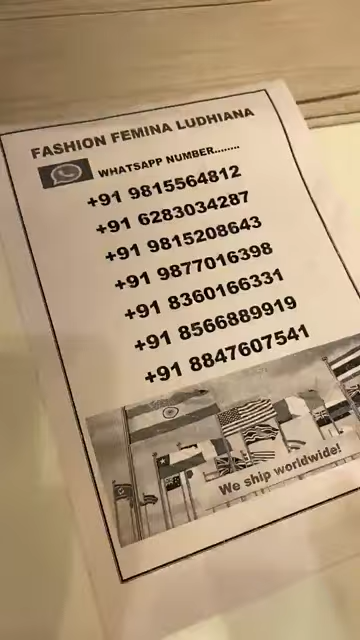 FASHION FEMINA LUDHIANA
WHATSAPP NUMBER........
+91 9815564812
+91 6283034287
+91 9815208643
+91 9877016398
+91 8360166331
+91 8566889919
+91 8847607541
We ship worldwide!